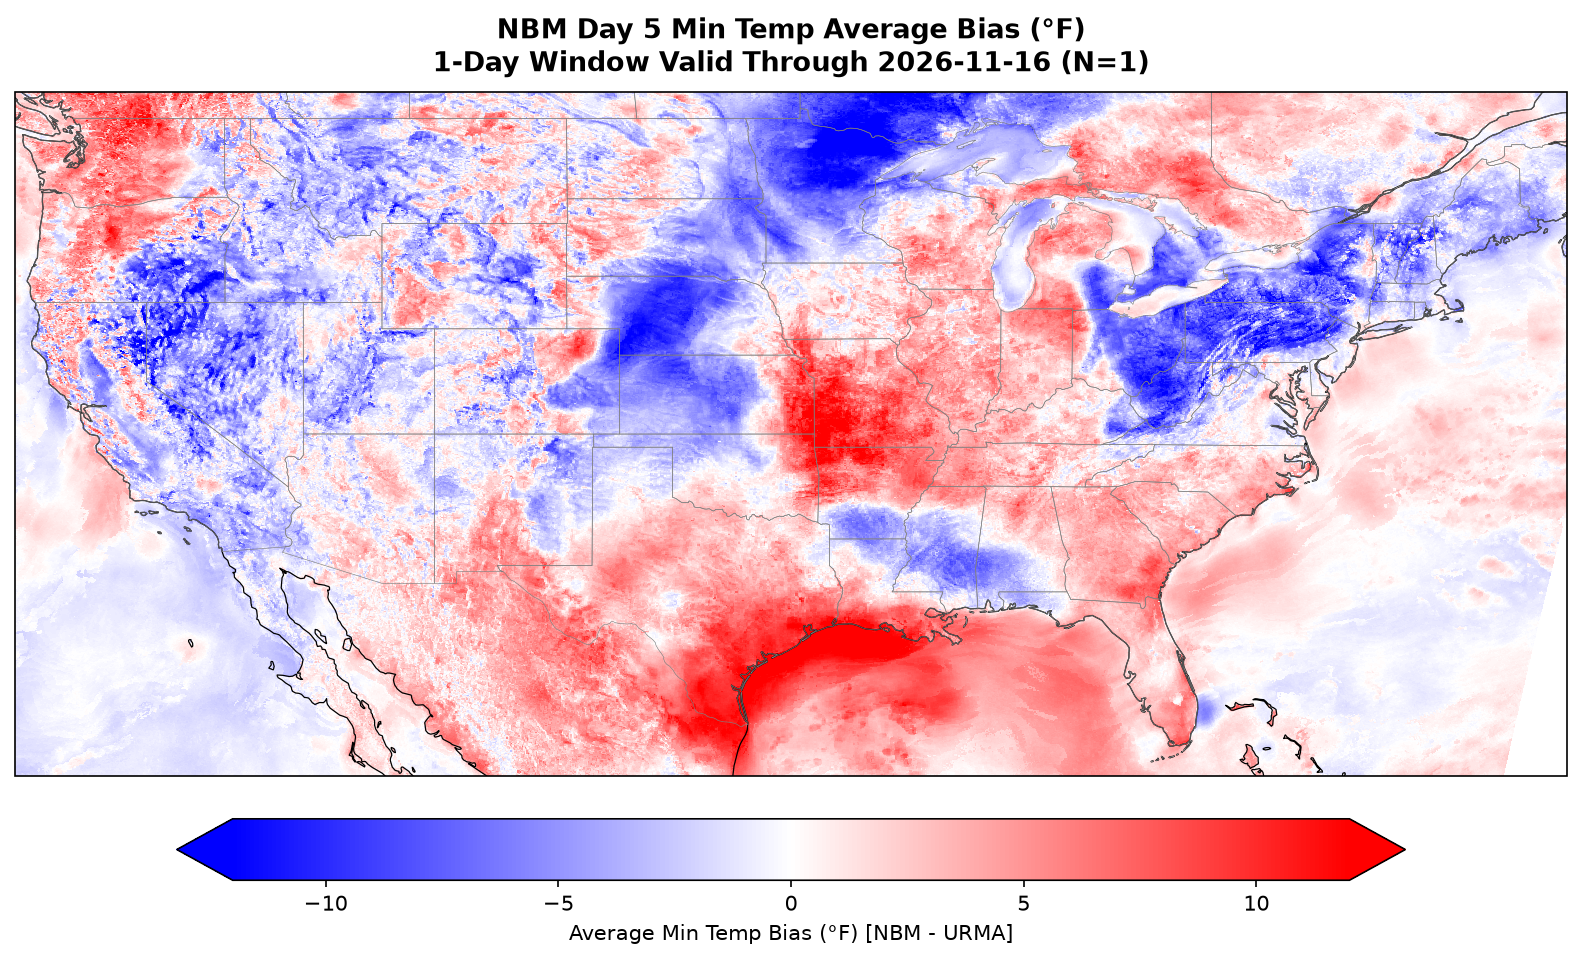 NBM Day 5 Min Temp Average Bias (°F)
1-Day Window Valid Through 2026-11-16 (N=1)
−10 −5 0 5 10
Average Min Temp Bias (°F) [NBM - URMA]